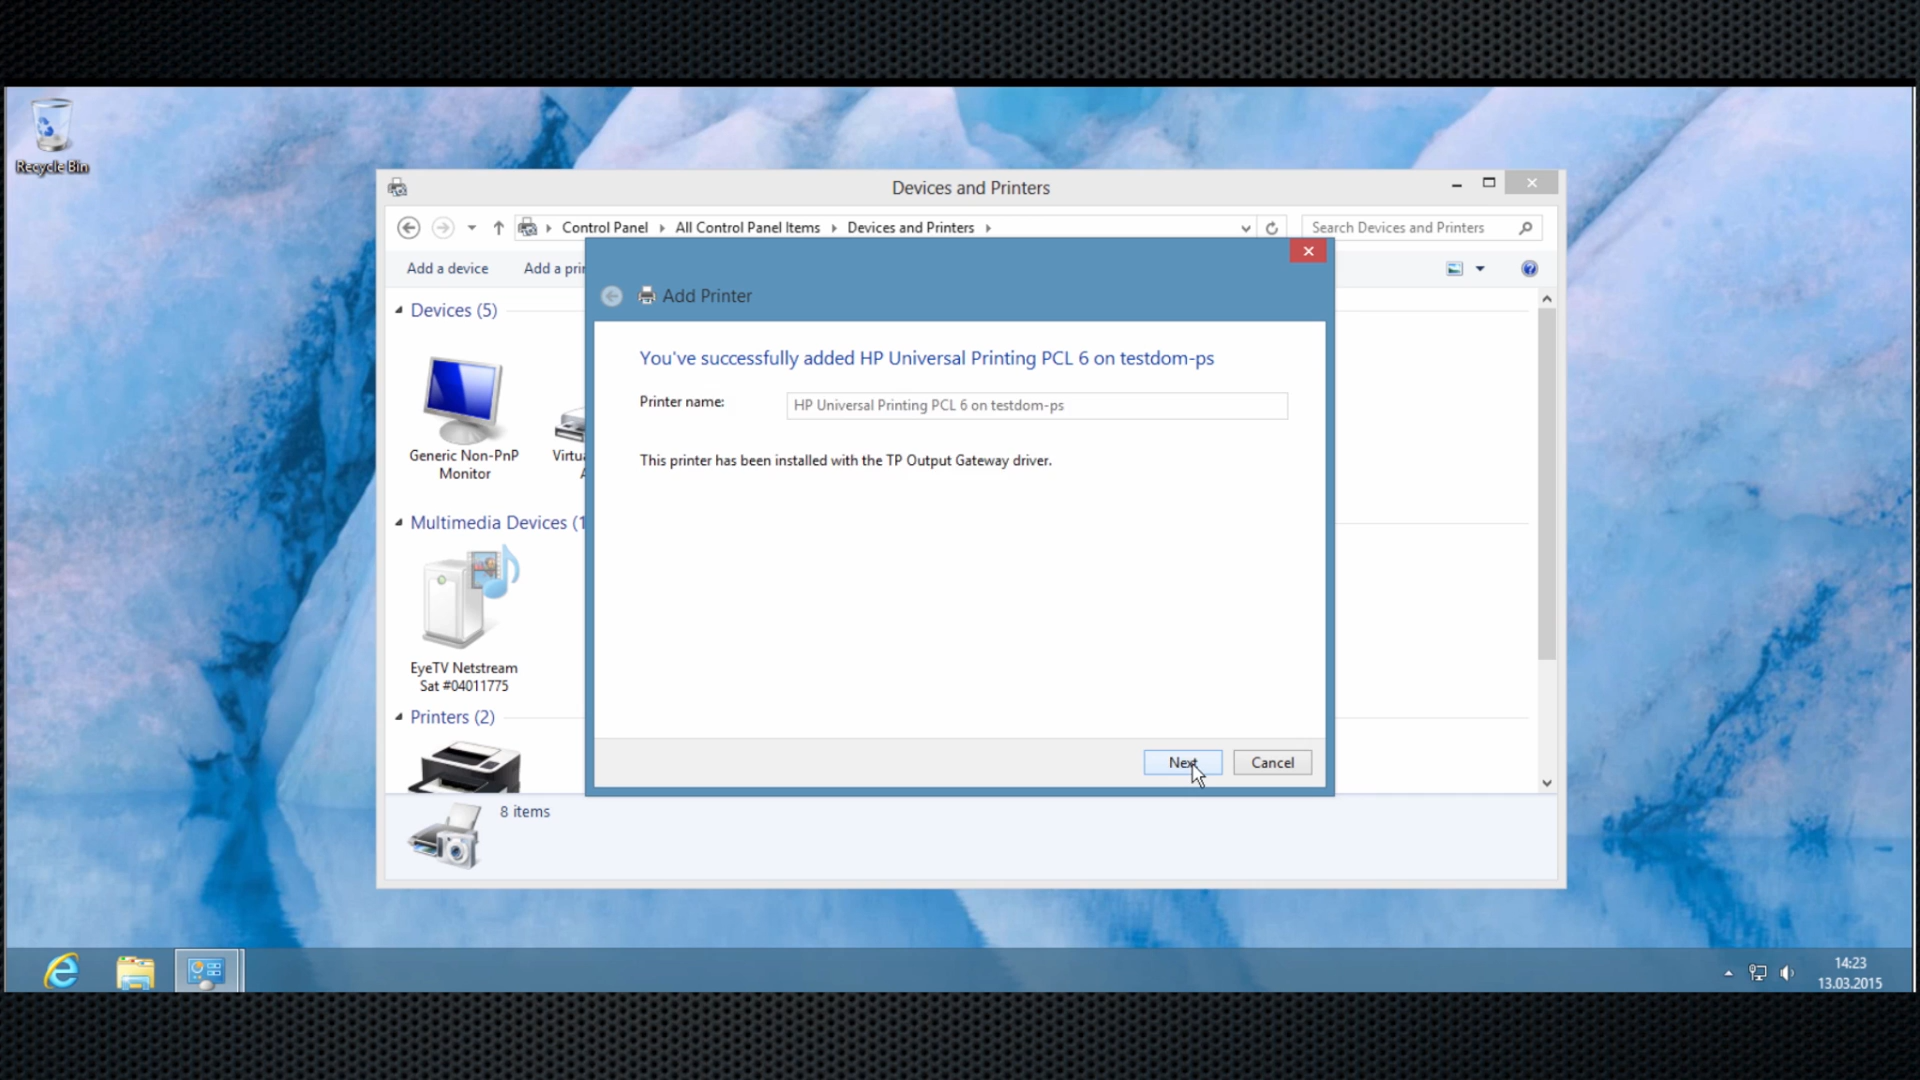 Recycle Bin
Devices and Printers
Control Panel
All Control Panel Items
Devices and Printers
Search Devices and Printers
Add a device
Add a prin
Add Printer
Devices (5)
You've successfully added HP Universal Printing PCL 6 on testdom-ps
Printer name:
HP Universal Printing PCL 6 on testdom-ps
Generic Non-PnP
Monitor
Virtu
A
This printer has been installed with the TP Output Gateway driver.
Multimedia Devices (1
EyeTV Netstream
Sat #04011775
Printers (2)
Next
Cancel
8 items
14:23
13.03.2015